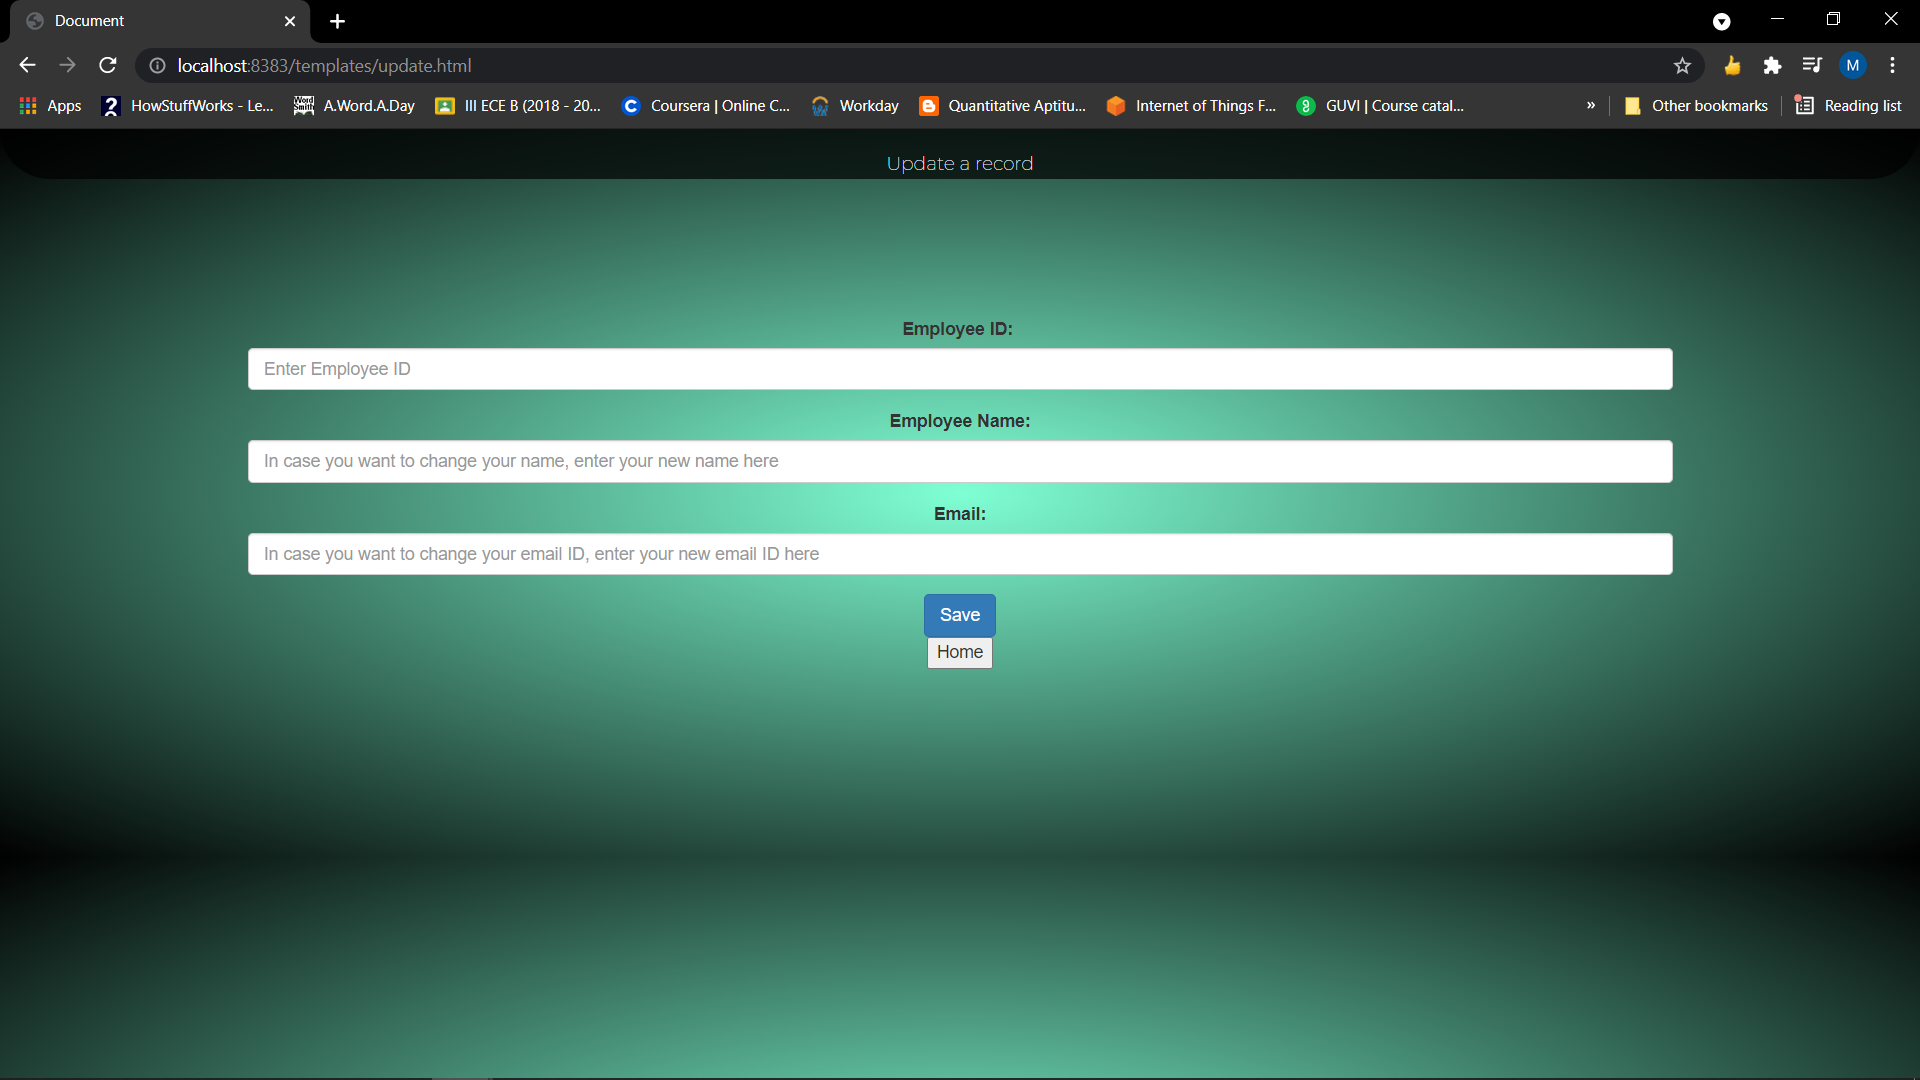 Document
localhost:8383/templates/update.html
Apps HowStuffWorks - Le... A.Word.A.Day III ECE B (2018 - 20... Coursera | Online C... Workday Quantitative Aptitu... Internet of Things F... GUVI | Course catal... » Other bookmarks Reading list
Update a record
Employee ID:
Enter Employee ID
Employee Name:
In case you want to change your name, enter your new name here
Email:
In case you want to change your email ID, enter your new email ID here
Save
Home